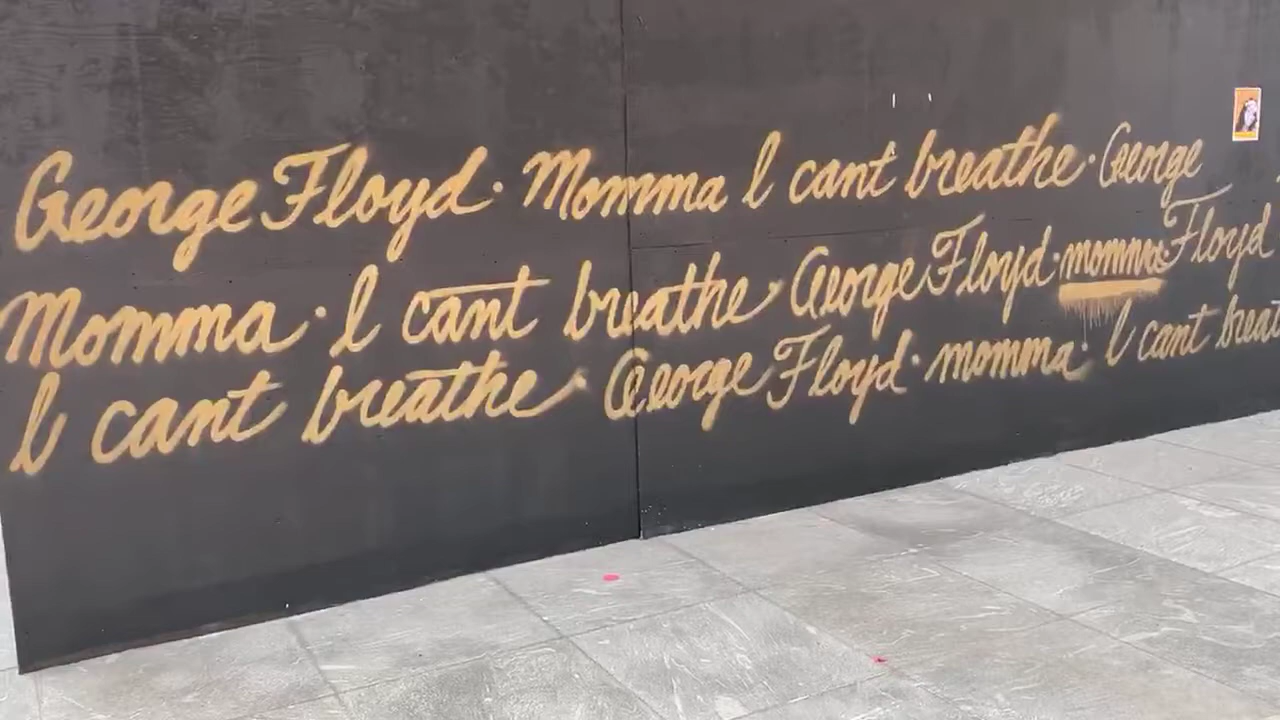 George Floyd · Momma I cant breathe · George
Momma · I cant breathe George Floyd · momma Floyd
I cant breathe · George Floyd · momma · I cant breat